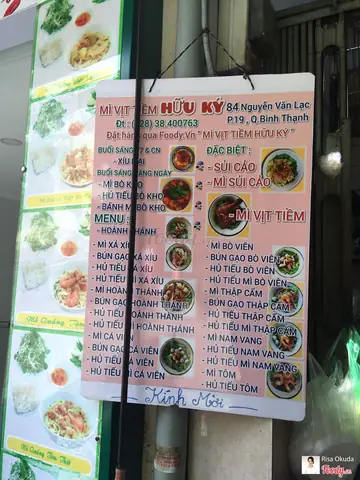 MÌ VỊT TIỀM HỮU KÝ 84 Nguyễn Văn Lạc
Đt : (028) 38.400763 P.19 , Q.Bình Thạnh
Đặt hàng qua Foody.Vn " MÌ VỊT TIỀM HỮU KÝ "
BUỔI SÁNG T7 & CN
- XÍU MẠI
BUỔI SÁNG HÀNG NGÀY
- MÌ BÒ KHO
- HỦ TIẾU BÒ KHO
- BÁNH MÌ BÒ KHO
MENU :
- HOÀNH THÁNH
- MÌ XÁ XÍU
- BÚN GẠO XÁ XÍU
- HỦ TIẾU XÁ XÍU
- HỦ TIẾU MÌ XÁ XÍU
- MÌ HOÀNH THÁNH
- BÚN GẠO HOÀNH THÁNH
- HỦ TIẾU HOÀNH THÁNH
- HỦ TIẾU MÌ HOÀNH THÁNH
- MÌ CÁ VIÊN
- BÚN GẠO CÁ VIÊN
- HỦ TIẾU CÁ VIÊN
- HỦ TIẾU MÌ CÁ VIÊN
ĐẶC BIỆT :
- SỦI CẢO
- MÌ SỦI CẢO
- MÌ VỊT TIỀM
- MÌ BÒ VIÊN
- BÚN GẠO BÒ VIÊN
- HỦ TIẾU BÒ VIÊN
- HỦ TIẾU MÌ BÒ VIÊN
- MÌ THẬP CẨM
- BÚN GẠO THẬP CẨM
- HỦ TIẾU THẬP CẨM
- HỦ TIẾU MÌ THẬP CẨM
- MÌ NAM VANG
- HỦ TIẾU NAM VANG
- HỦ TIẾU MÌ NAM VANG
- MÌ TÔM
- HỦ TIẾU TÔM
Kính Mời
Mì Quảng Tôm
Risa Okuda
Foody.vn